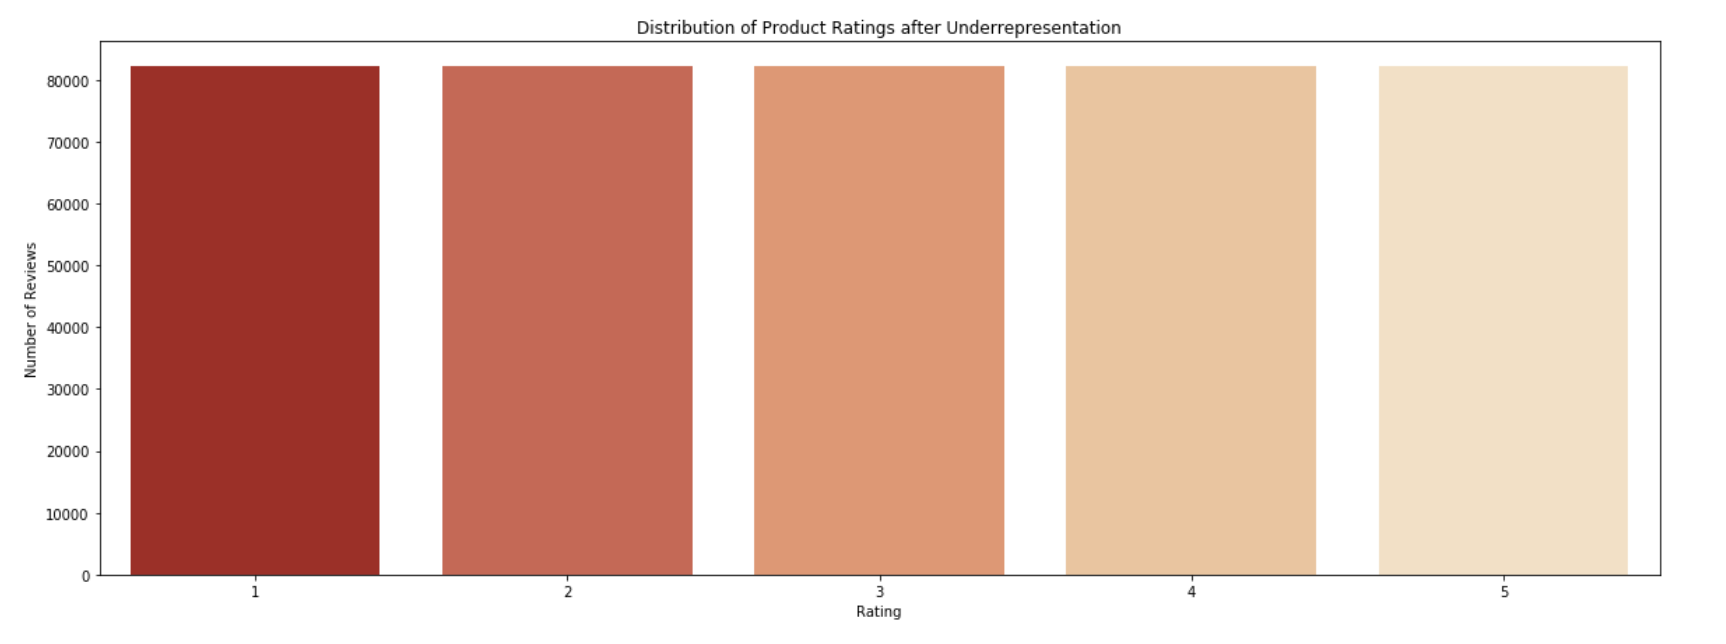 Distribution of Product Ratings after Underrepresentation
80000
70000
60000
50000
40000
30000
20000
10000
0
Number of Reviews
1 2 3 4 5
Rating